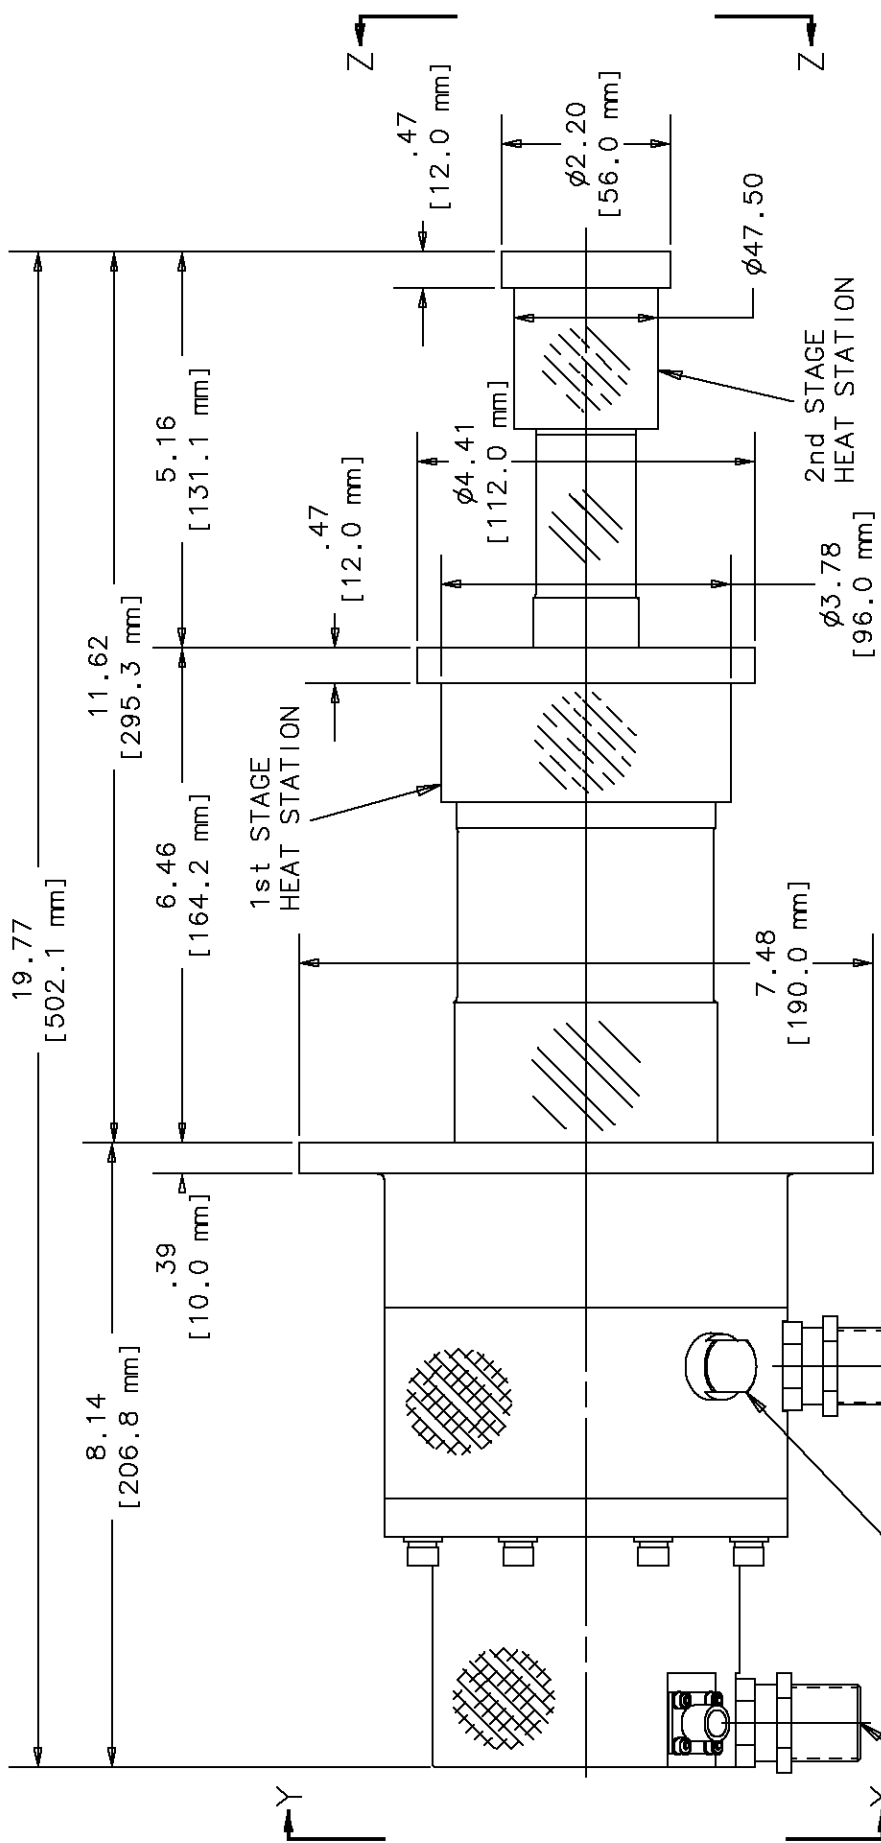 Z
Z
.47
[12.0 mm]
ø2.20
[56.0 mm]
ø47.50
2nd STAGE
HEAT STATION
5.16
[131.1 mm]
ø4.41
[112.0 mm]
.47
[12.0 mm]
ø3.78
[96.0 mm]
11.62
[295.3 mm]
1st STAGE
HEAT STATION
6.46
[164.2 mm]
19.77
[502.1 mm]
7.48
[190.0 mm]
.39
[10.0 mm]
8.14
[206.8 mm]
Y